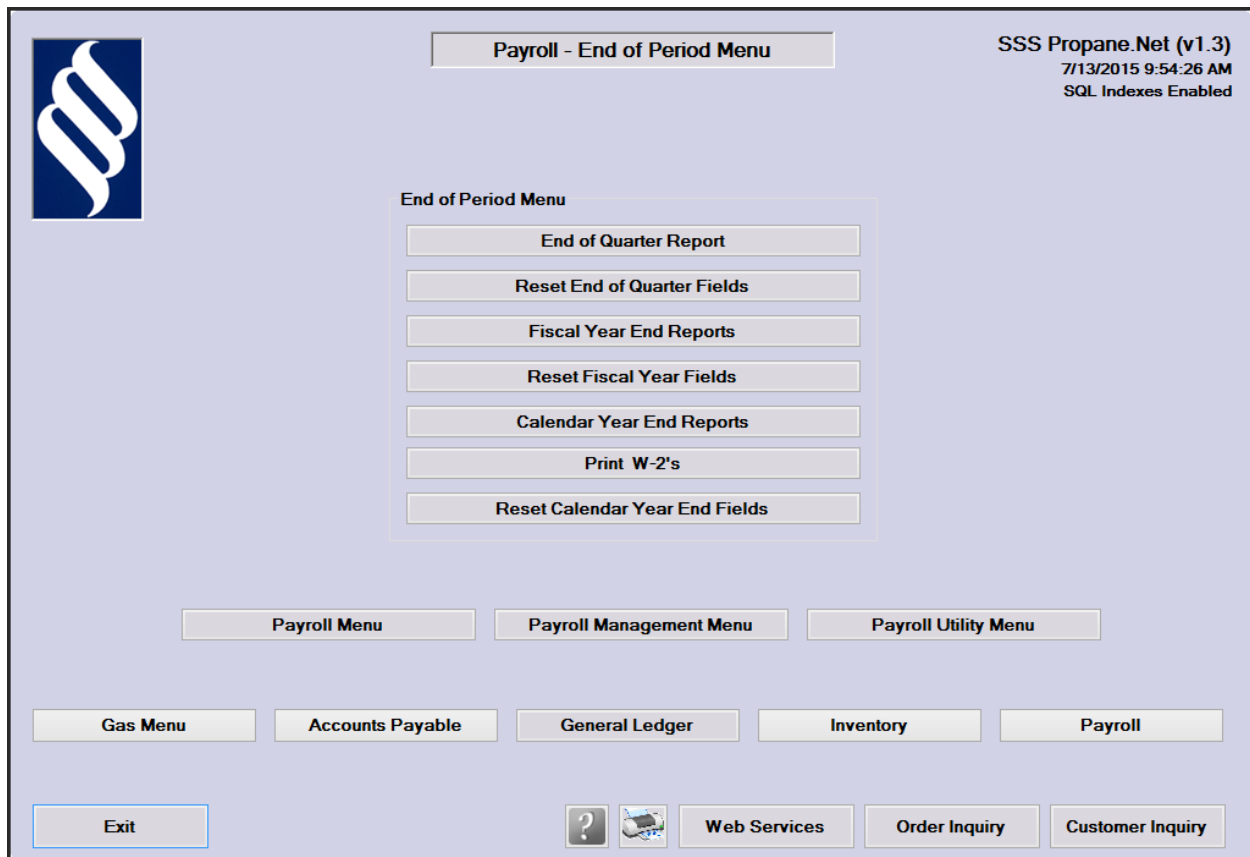 Payroll - End of Period Menu
SSS Propane.Net (v1.3)
7/13/2015 9:54:26 AM
SQL Indexes Enabled
End of Period Menu
End of Quarter Report
Reset End of Quarter Fields
Fiscal Year End Reports
Reset Fiscal Year Fields
Calendar Year End Reports
Print W-2's
Reset Calendar Year End Fields
Payroll Menu
Payroll Management Menu
Payroll Utility Menu
Gas Menu
Accounts Payable
General Ledger
Inventory
Payroll
Exit
?
Web Services
Order Inquiry
Customer Inquiry